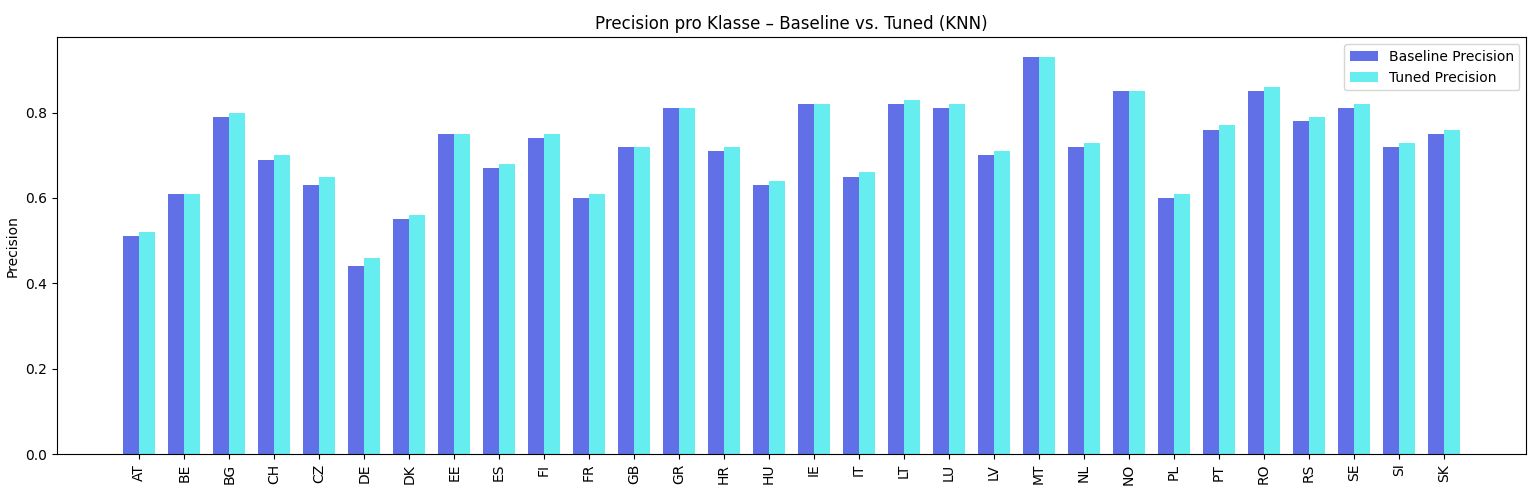 Precision pro Klasse – Baseline vs. Tuned (KNN)
Baseline Precision
Tuned Precision
Precision
0.8
0.6
0.4
0.2
0.0
AT BE BG CH CZ DE DK EE ES FI FR GB GR HR HU IE IT LT LU LV MT NL NO PL PT RO RS SE SI SK